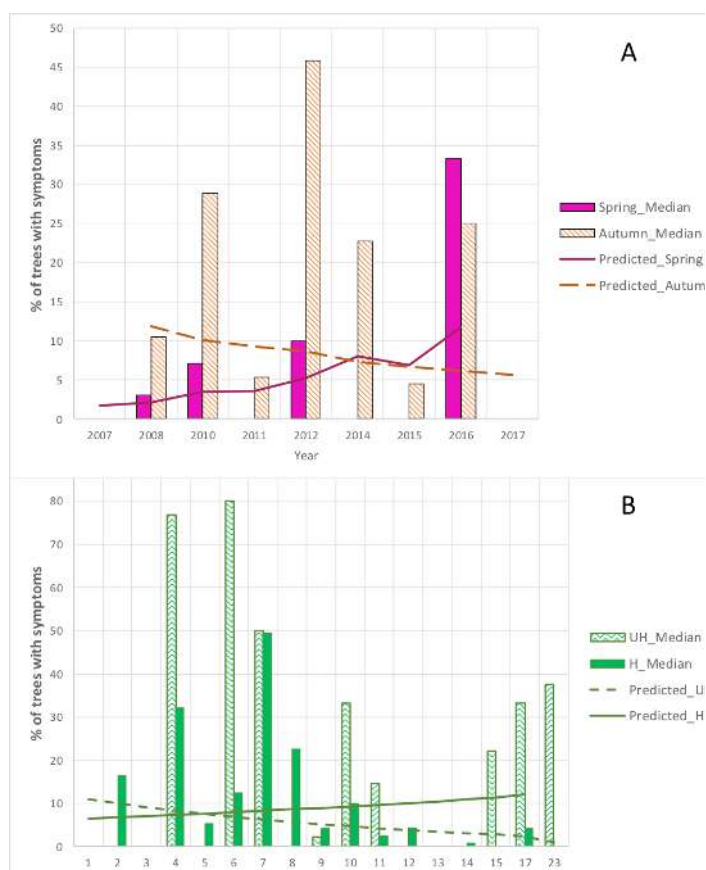 A
50
45
40
35
30
25
20
15
10
5
0
% of trees with symptoms
2007 2008 2010 2011 2012 2014 2015 2016 2017
Year
Spring_Median
Autumn_Median
Predicted_Spring
Predicted_Autum
B
80
70
60
50
40
30
20
10
0
% of trees with symptoms
1 2 3 4 5 6 7 8 9 10 11 12 13 14 15 17 23
UH_Median
H_Median
Predicted_U
Predicted_H